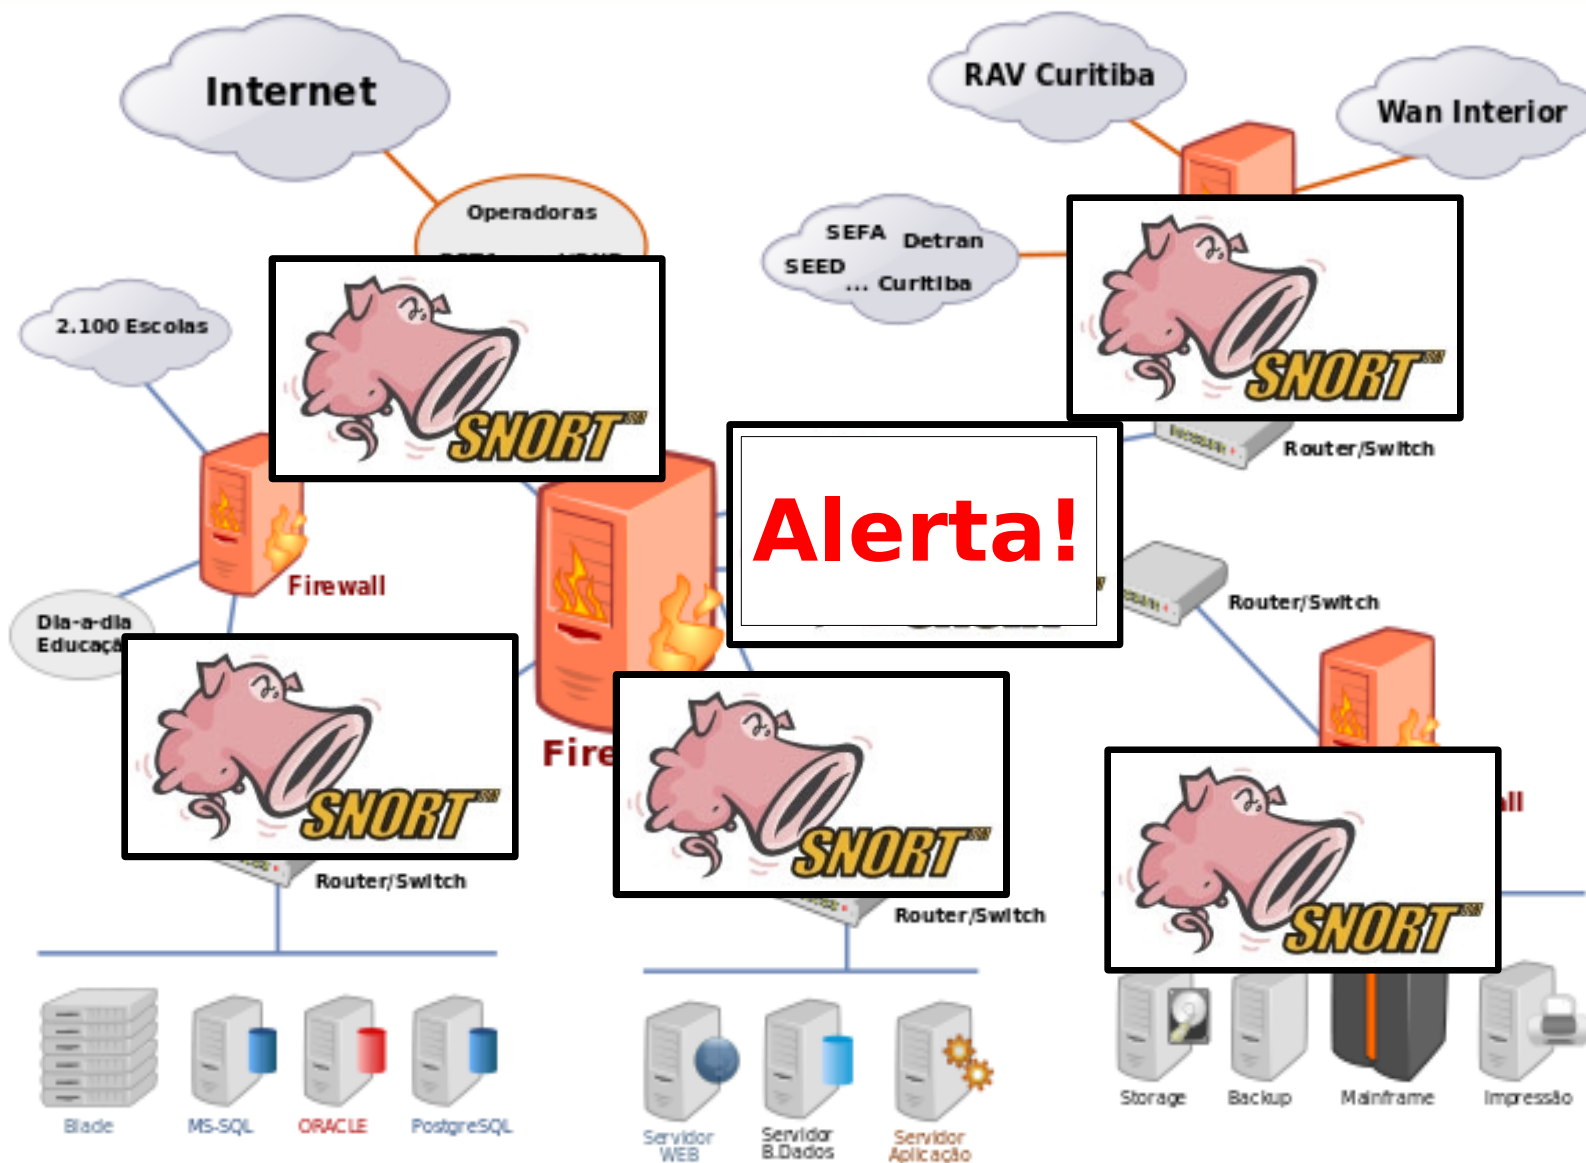 Internet
RAV Curitiba
Wan Interior
Operadoras
SEFA
Detran
SEED
... Curitiba
2.100 Escolas
SNORT
SNORT
Router/Switch
Alerta!
Firewall
Router/Switch
Dia-a-dia
SNORT
SNORT
SNORT
Router/Switch
Router/Switch
Blade
MS-SQL
ORACLE
PostgreSQL
Servidor
WEB
Servidor
B.Dados
Servidor
Aplicação
Storage
Backup
Mainframe
Impressão